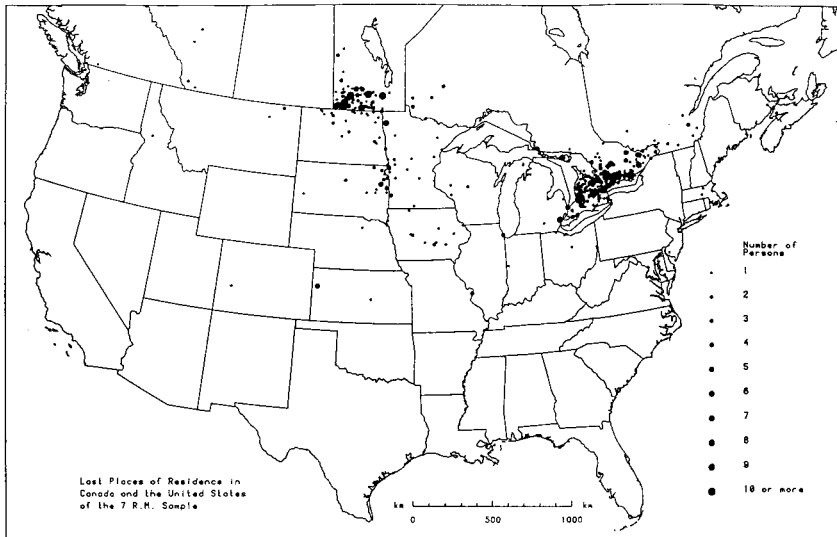 Number of
Persons
1
2
3
4
5
6
7
8
9
10 or more
Last Places of Residence in
Canada and the United States
of the 7 R.M. Sample
km 0 500 1000 km